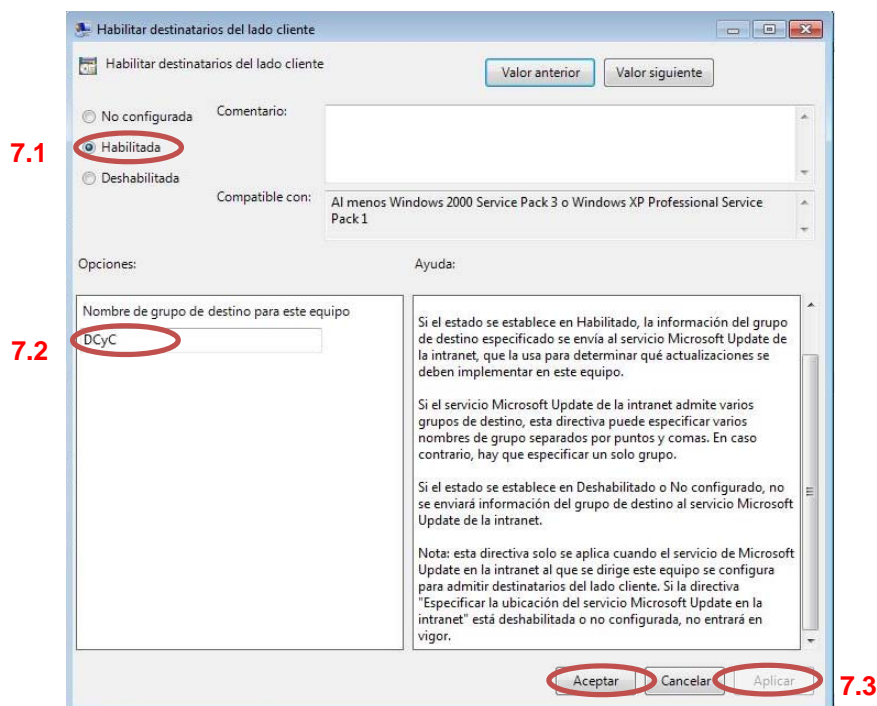 Habilitar destinatarios del lado cliente
Habilitar destinatarios del lado cliente
Valor anterior
Valor siguiente
No configurada
Comentario:
7.1
Habilitada
Deshabilitada
Compatible con:
Al menos Windows 2000 Service Pack 3 o Windows XP Professional Service
Pack 1
Opciones:
Ayuda:
Nombre de grupo de destino para este equipo
7.2
DCyC
Si el estado se establece en Habilitado, la información del grupo
de destino especificado se envía al servicio Microsoft Update de
la intranet, que la usa para determinar qué actualizaciones se
deben implementar en este equipo.
Si el servicio Microsoft Update de la intranet admite varios
grupos de destino, esta directiva puede especificar varios
nombres de grupo separados por puntos y comas. En caso
contrario, hay que especificar un solo grupo.
Si el estado se establece en Deshabilitado o No configurado, no
se enviará información del grupo de destino al servicio Microsoft
Update de la intranet.
Nota: esta directiva solo se aplica cuando el servicio de Microsoft
Update en la intranet al que se dirige este equipo se configura
para admitir destinatarios del lado cliente. Si la directiva
"Especificar la ubicación del servicio Microsoft Update en la
intranet" está deshabilitada o no configurada, no entrará en
vigor.
Aceptar
Cancelar
Aplicar
7.3